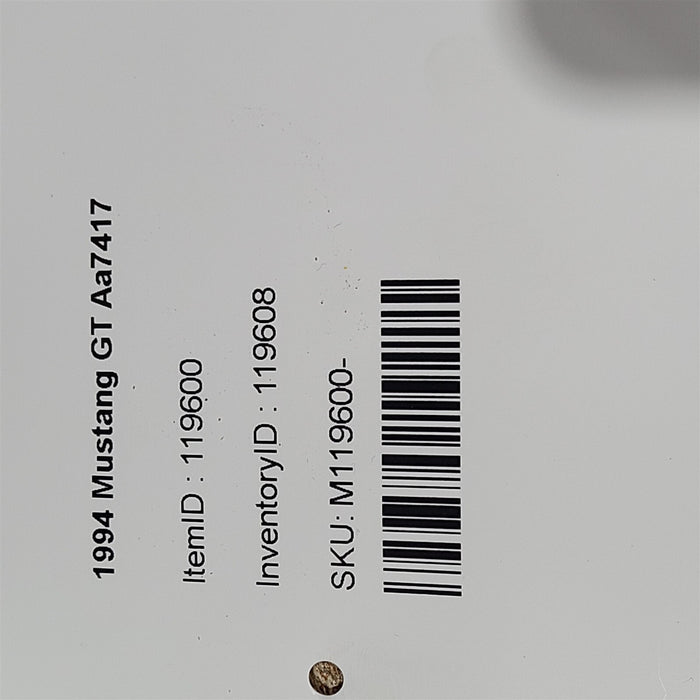 1994 Mustang GT Aa7417
ItemID : 119600
InventoryID : 119608
SKU: M119600-